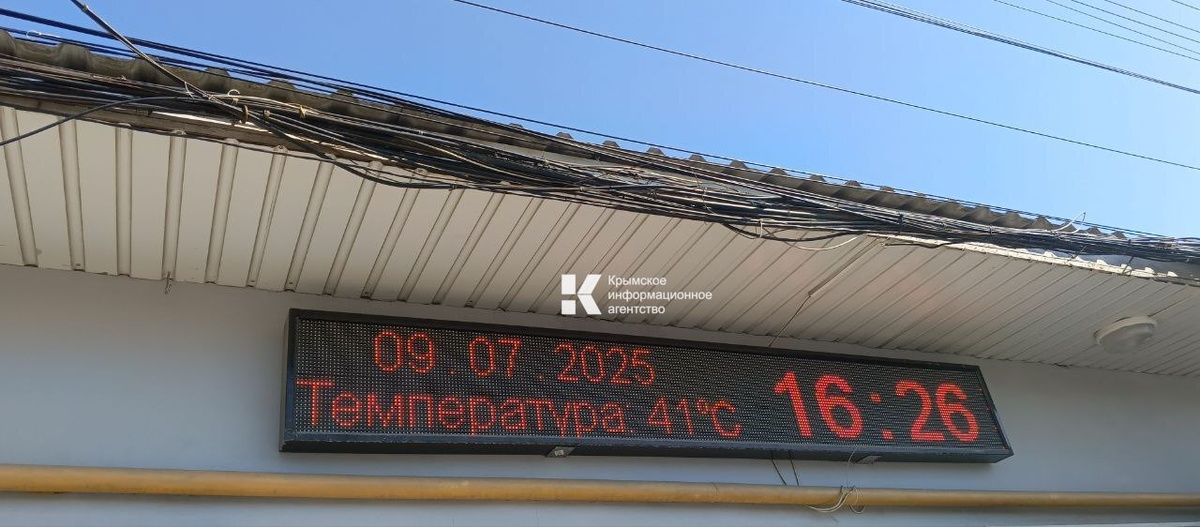 Крымское
информационное
агентство
09.07.2025
Температура 41°C
16:26